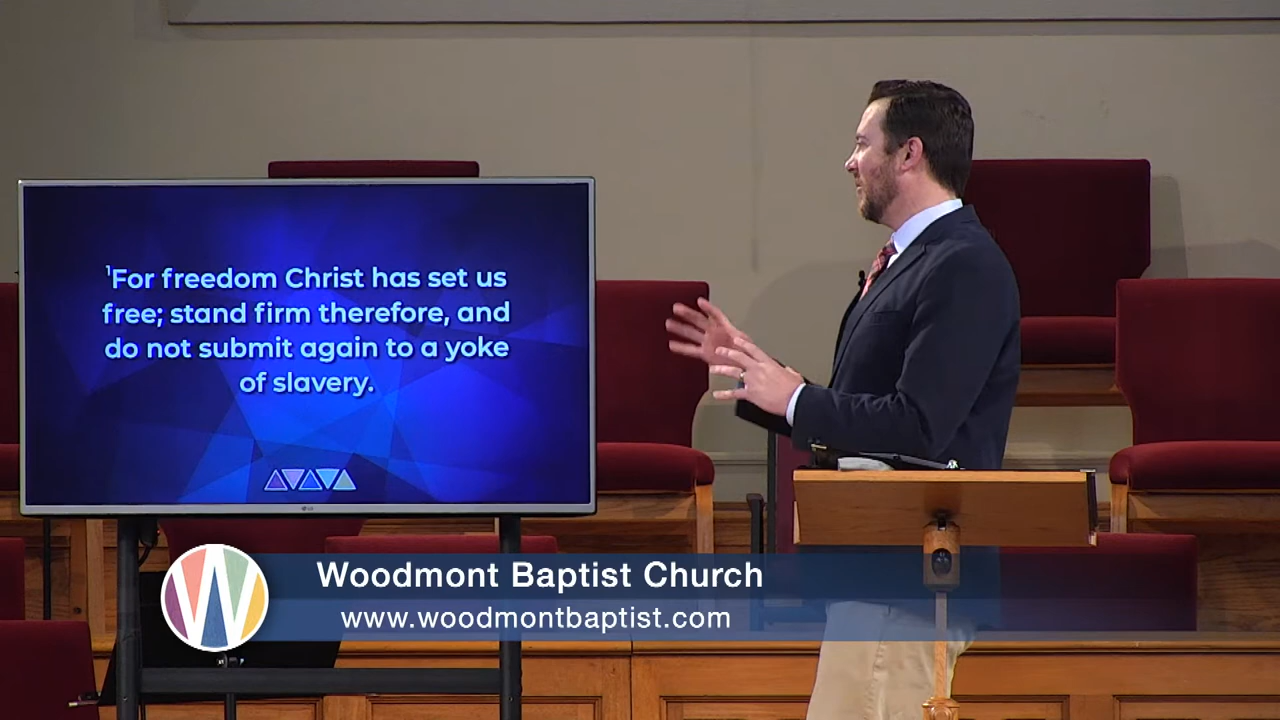 ¹For freedom Christ has set us
free; stand firm therefore, and
do not submit again to a yoke
of slavery.
LG
W
Woodmont Baptist Church
www.woodmontbaptist.com